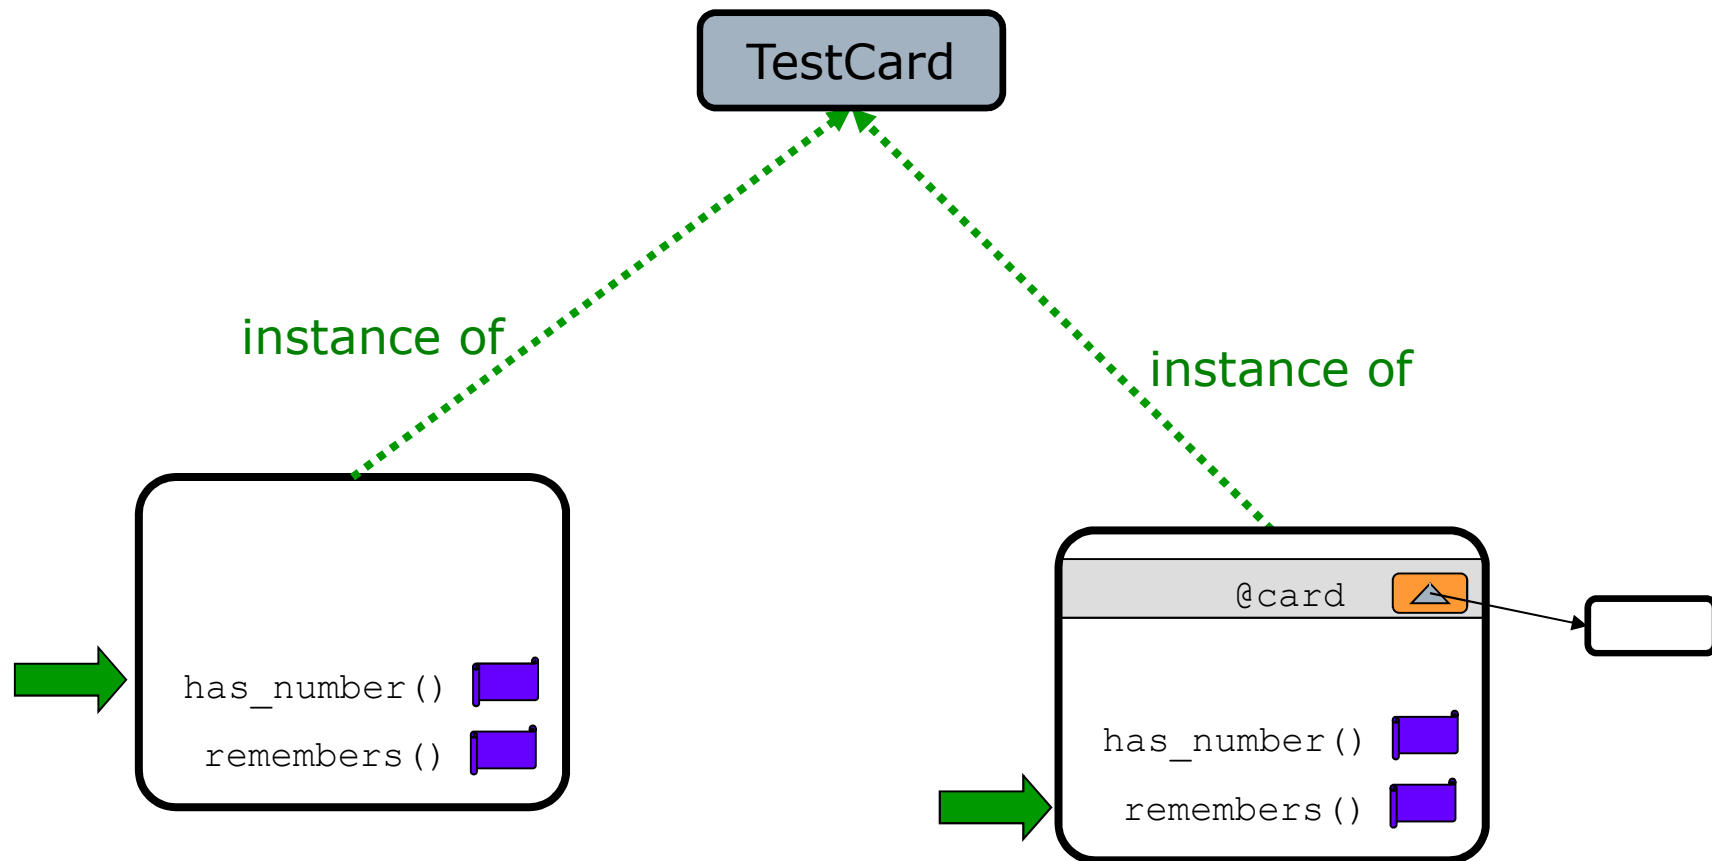 TestCard
instance of
instance of
has_number()
remembers()
@card
has_number()
remembers()